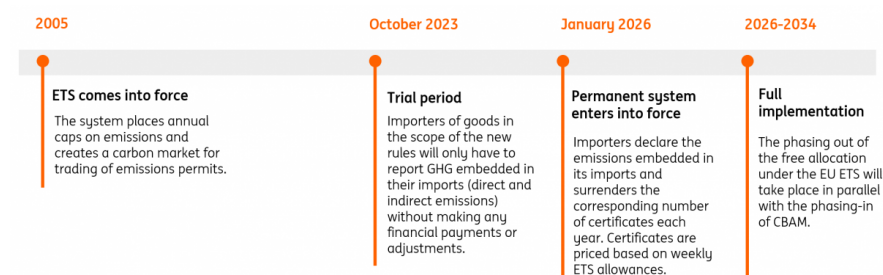 2005
October 2023
January 2026
2026-2034
ETS comes into force
The system places annual
caps on emissions and
creates a carbon market for
trading of emissions permits.
Trial period
Importers of goods in
the scope of the new
rules will only have to
report GHG embedded in
their imports (direct and
indirect emissions)
without making any
financial payments or
adjustments.
Permanent system
enters into force
Importers declare the
emissions embedded in
its imports and
surrenders the
corresponding number
of certificates each
year. Certificates are
priced based on weekly
ETS allowances.
Full
implementation
The phasing out of
the free allocation
under the EU ETS will
take place in parallel
with the phasing-in
of CBAM.